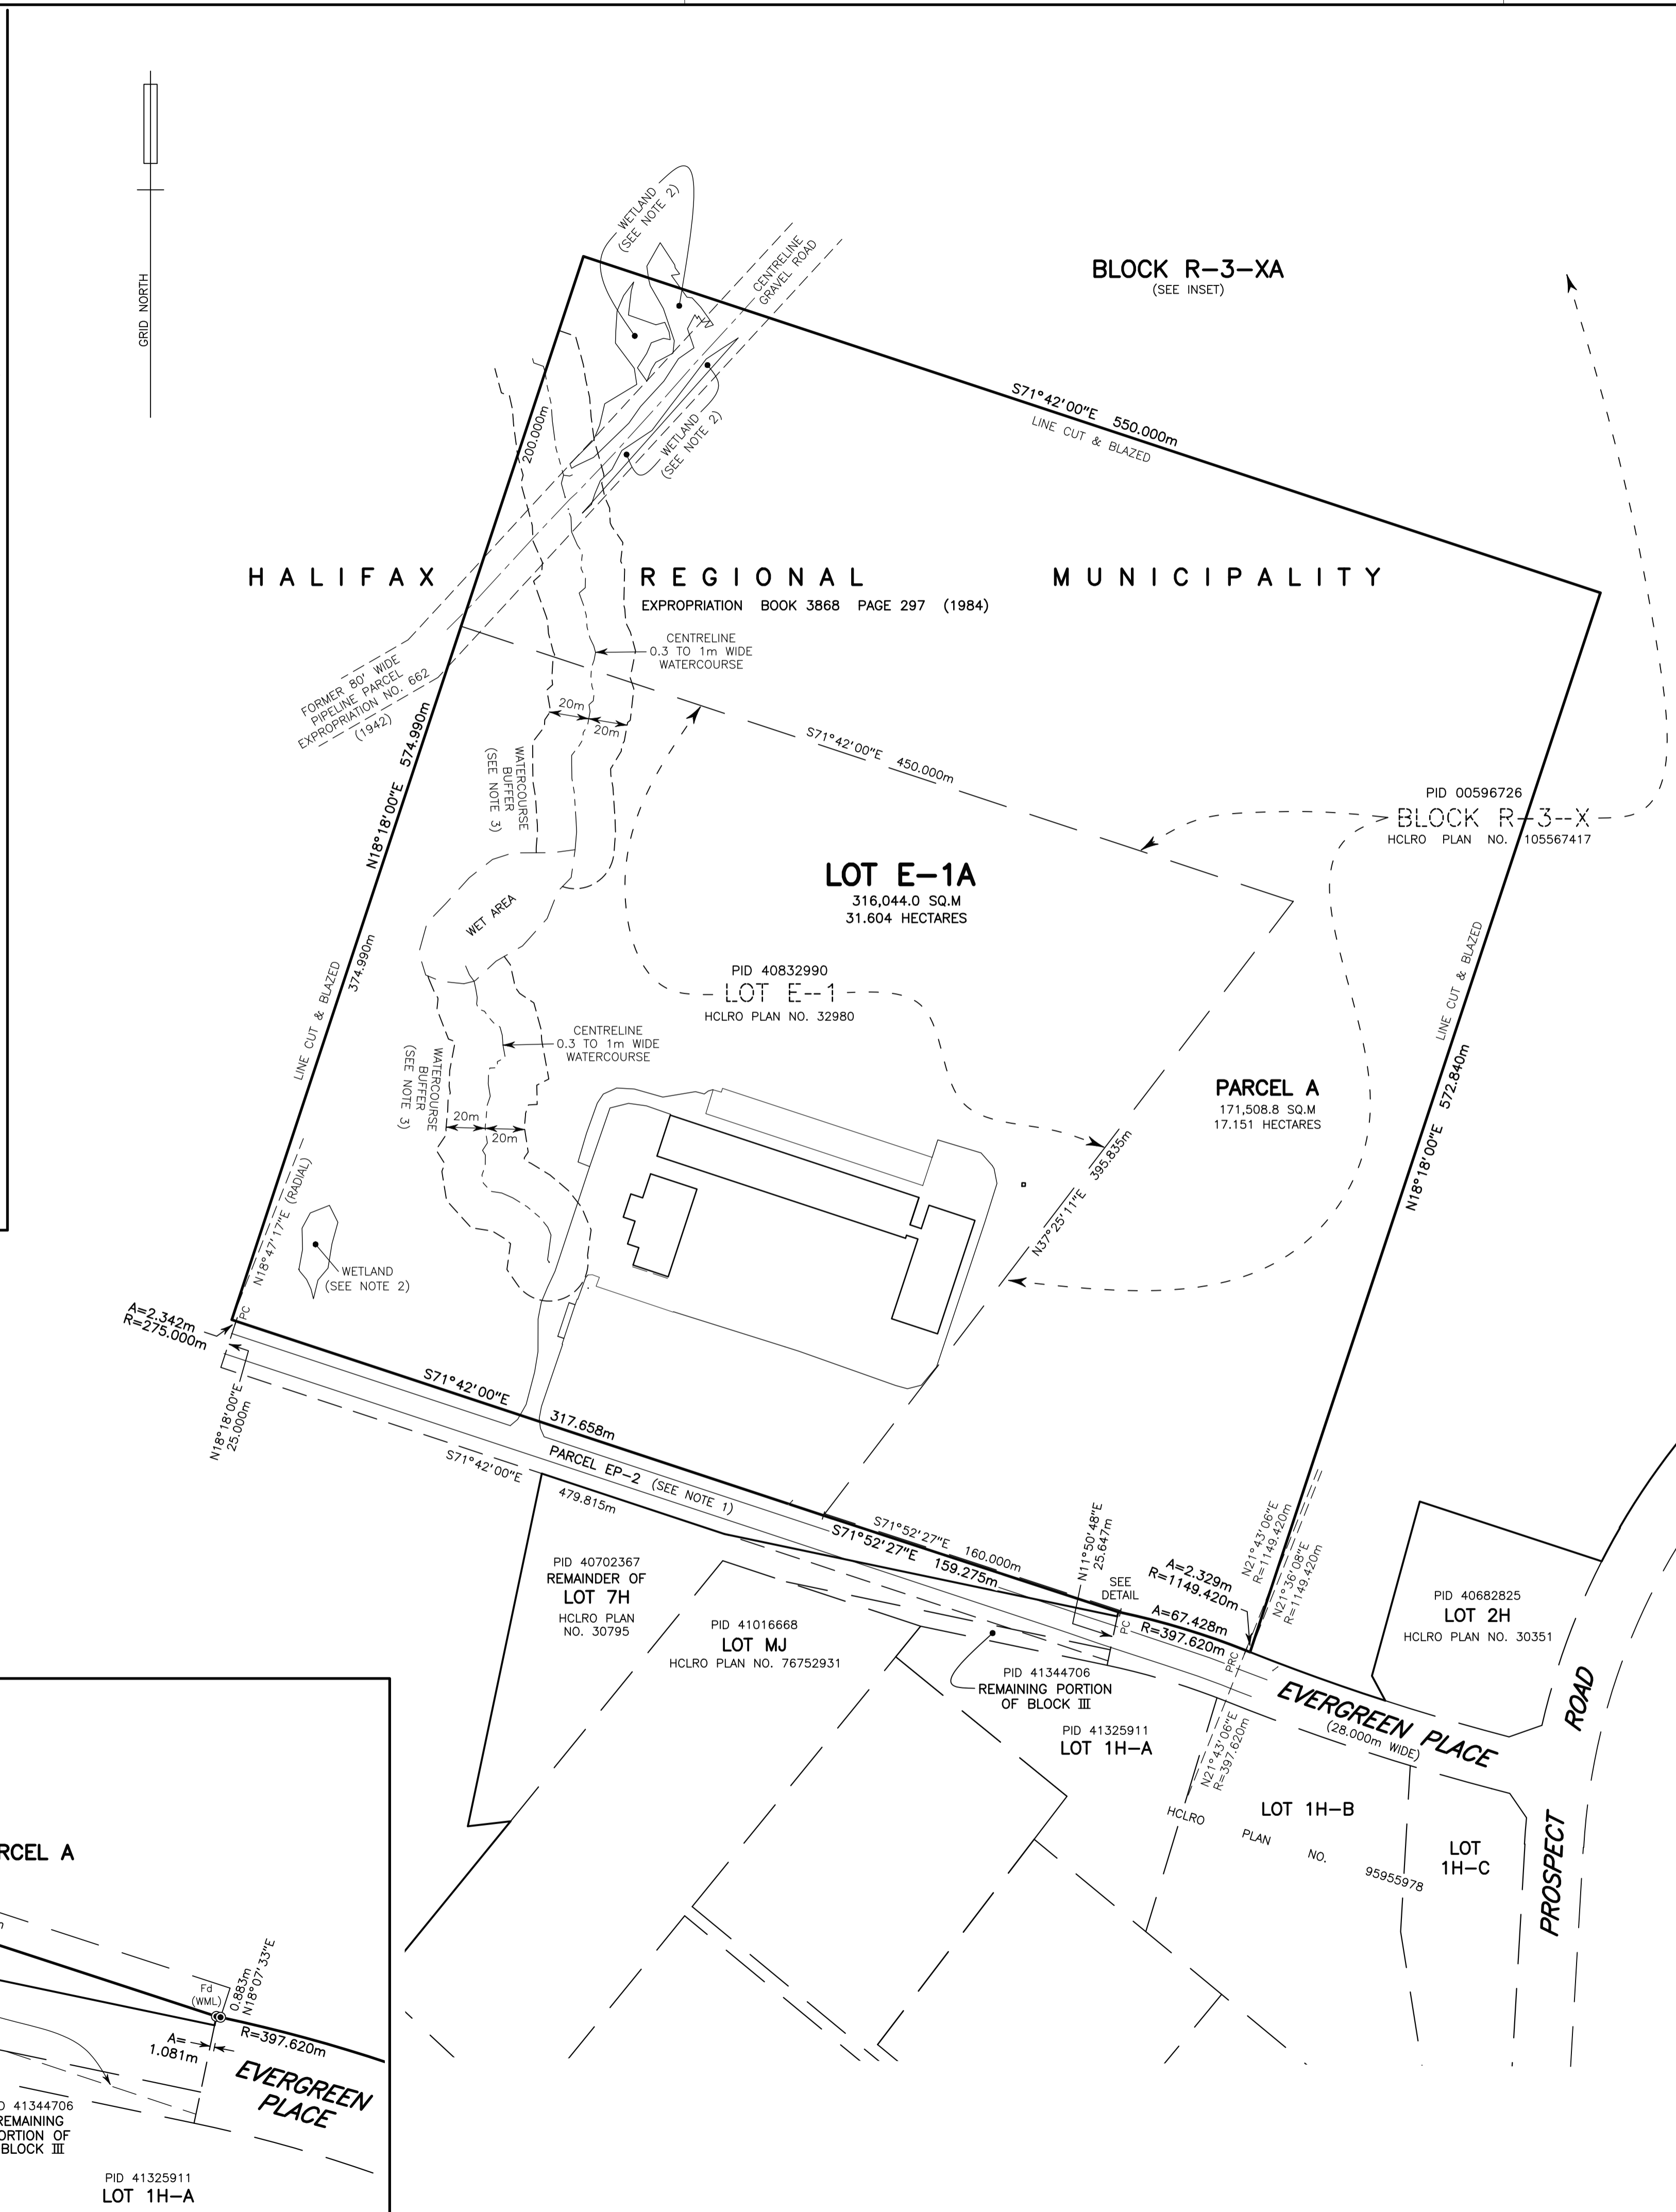 GRID NORTH
WETLAND
(SEE NOTE 2)
CENTRELINE
GRAVEL ROAD
BLOCK R-3-XA
(SEE INSET)
S71°42'00"E 550.000m
LINE CUT & BLAZED
200.000m
WETLAND
(SEE NOTE 2)
HALIFAX REGIONAL MUNICIPALITY
EXPROPRIATION BOOK 3868 PAGE 297 (1984)
CENTRELINE
0.3 TO 1m WIDE
WATERCOURSE
FORMER 80' WIDE
PIPELINE PARCEL
EXPROPRIATION NO. 662
(1942)
20m
20m
N18°18'00"E 574.990m
WATERCOURSE
BUFFER
(SEE NOTE 3)
S71°42'00"E 450.000m
PID 00596726
BLOCK R-3--X
HCLRO PLAN NO. 105567417
LOT E-1A
316,044.0 SQ.M
31.604 HECTARES
WET AREA
374.990m
LINE CUT & BLAZED
PID 40832990
LOT E--1
HCLRO PLAN NO. 32980
LINE CUT & BLAZED
N18°18'00"E 572.840m
CENTRELINE
0.3 TO 1m WIDE
WATERCOURSE
WATERCOURSE
BUFFER
(SEE NOTE 3)
20m
20m
PARCEL A
171,508.8 SQ.M
17.151 HECTARES
N37°25'11"E 395.835m
N18°47'17"E (RADIAL)
WETLAND
(SEE NOTE 2)
PC
A=2.342m
R=275.000m
N18°18'00"E
25.000m
S71°42'00"E 317.658m
PARCEL EP-2 (SEE NOTE 1)
S71°42'00"E 479.815m
S71°52'27"E 160.000m
S71°52'27"E 159.275m
N11°50'48"E
25.647m
SEE
DETAIL
PC
A=2.329m
R=1149.420m
A=67.428m
R=397.620m
N21°43'06"E
R=1149.420m
N21°36'08"E
R=1149.420m
PRC
PID 40702367
REMAINDER OF
LOT 7H
HCLRO PLAN
NO. 30795
PID 41016668
LOT MJ
HCLRO PLAN NO. 76752931
PID 41344706
REMAINING PORTION
OF BLOCK III
PID 41325911
LOT 1H-A
N21°43'06"E
R=397.620m
PID 40682825
LOT 2H
HCLRO PLAN NO. 30351
EVERGREEN PLACE
(28.000m WIDE)
PROSPECT ROAD
LOT 1H-B
HCLRO PLAN NO. 95955978
LOT
1H-C
RCEL A
Fd
(WML)
0.883m
N18°07'33"E
A=
1.081m
R=397.620m
EVERGREEN
PLACE
D 41344706
REMAINING
ORTION OF
BLOCK III
PID 41325911
LOT 1H-A